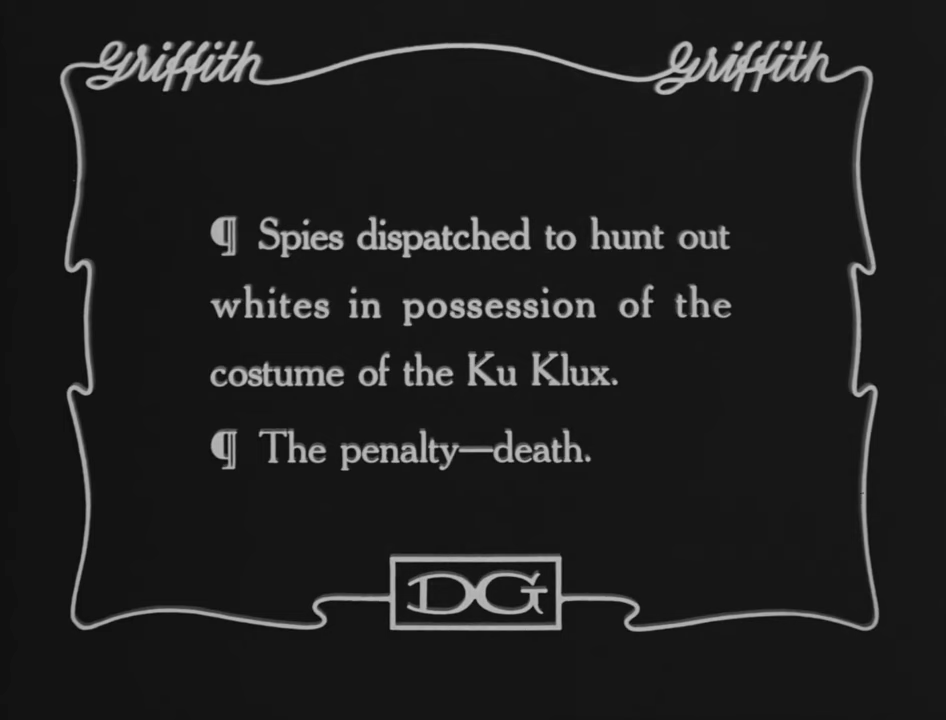 Griffith Griffith
¶ Spies dispatched to hunt out
whites in possession of the
costume of the Ku Klux.
¶ The penalty—death.
DG